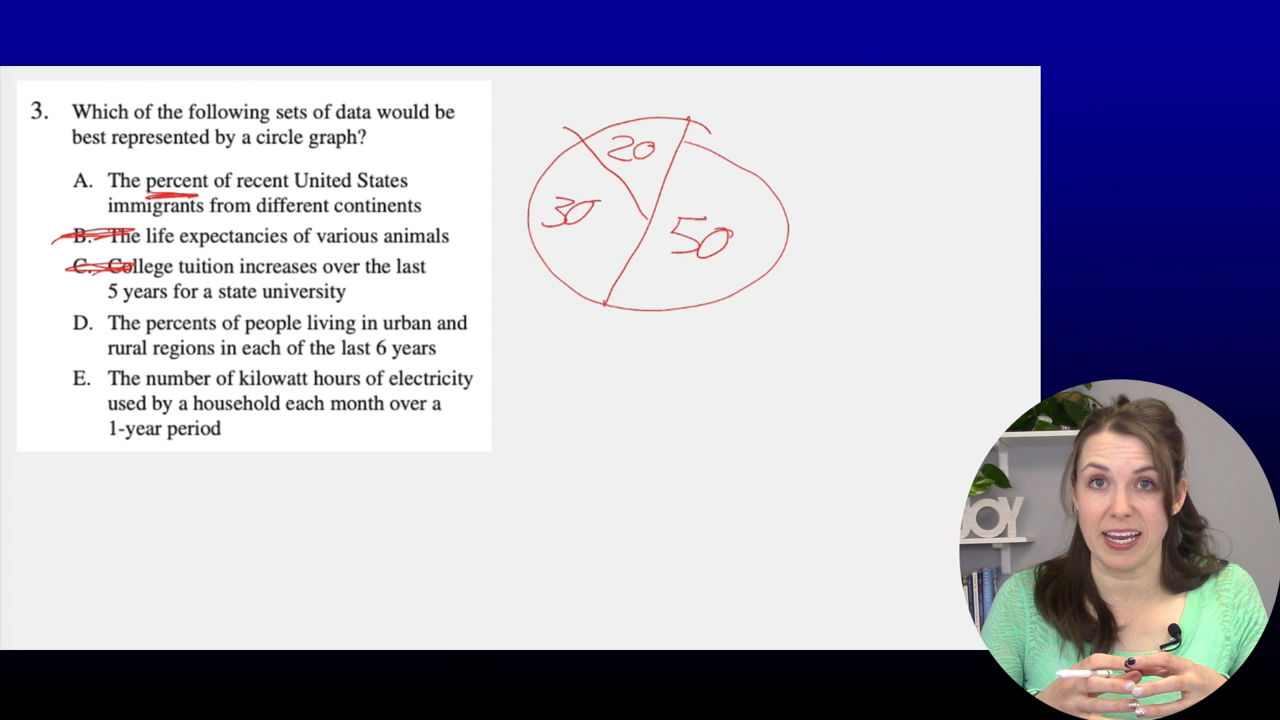 3. Which of the following sets of data would be
best represented by a circle graph?
A. The percent of recent United States
immigrants from different continents
B. The life expectancies of various animals
C. College tuition increases over the last
5 years for a state university
D. The percents of people living in urban and
rural regions in each of the last 6 years
E. The number of kilowatt hours of electricity
used by a household each month over a
1-year period
20
30
50
JOY